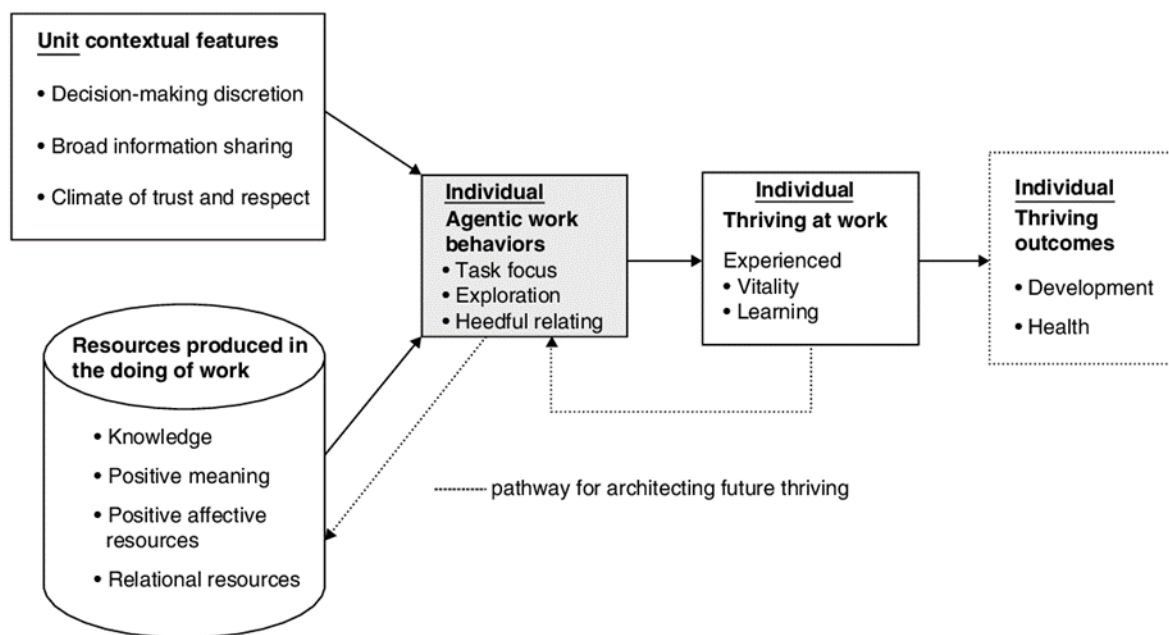 Unit contextual features
• Decision-making discretion
• Broad information sharing
• Climate of trust and respect
Resources produced in
the doing of work
• Knowledge
• Positive meaning
• Positive affective
resources
• Relational resources
Individual
Agentic work
behaviors
• Task focus
• Exploration
• Heedful relating
Individual
Thriving at work
Experienced
• Vitality
• Learning
Individual
Thriving
outcomes
• Development
• Health
pathway for architecting future thriving